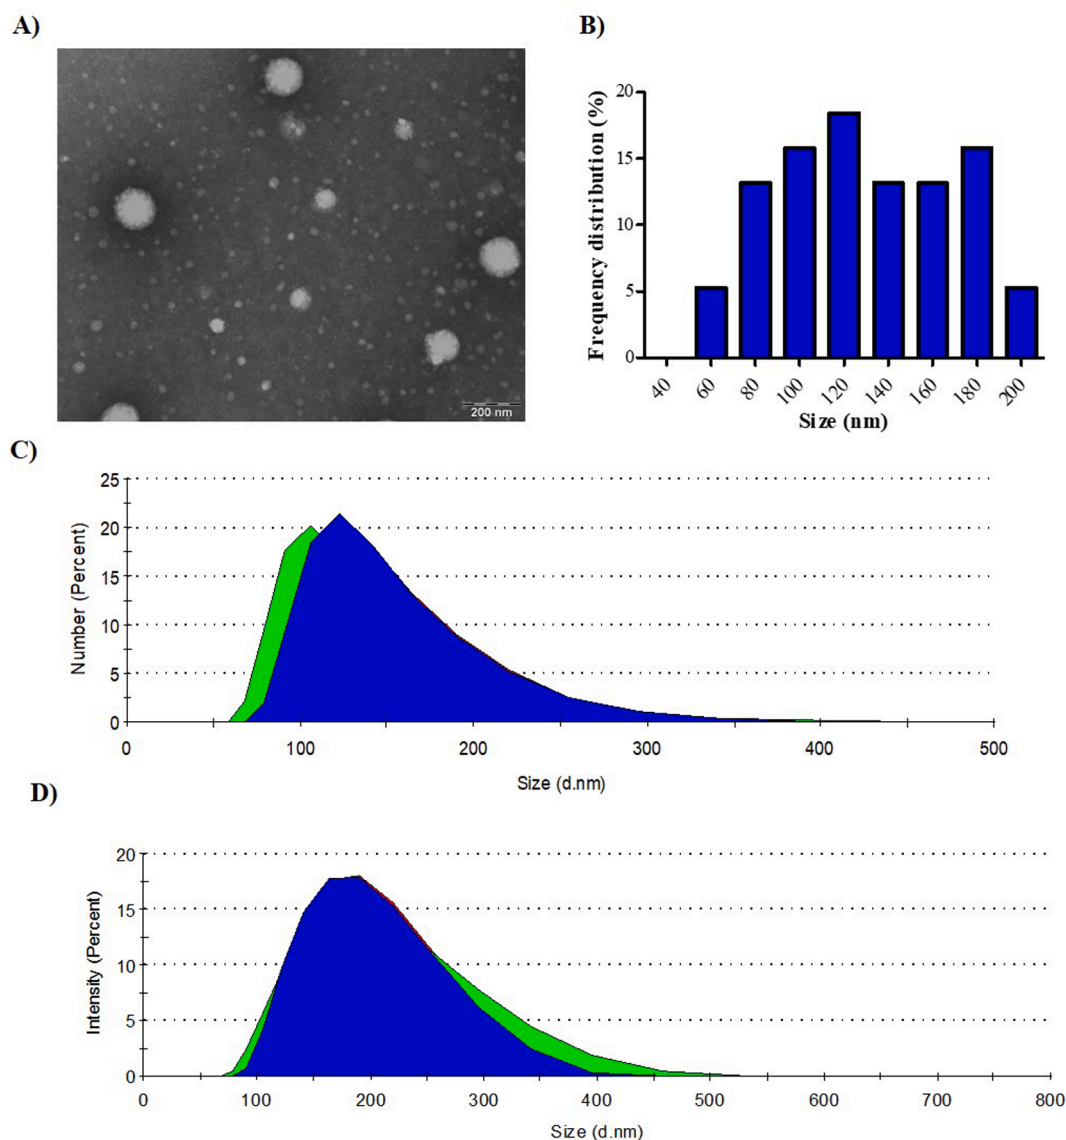 A)
200 nm
B)
Frequency distribution (%)
20
15
10
5
0
40 60 80 100 120 140 160 180 200
Size (nm)
C)
Number (Percent)
25
20
15
10
5
0
0 100 200 300 400 500
Size (d.nm)
D)
Intensity (Percent)
20
15
10
5
0
0 100 200 300 400 500 600 700 800
Size (d.nm)